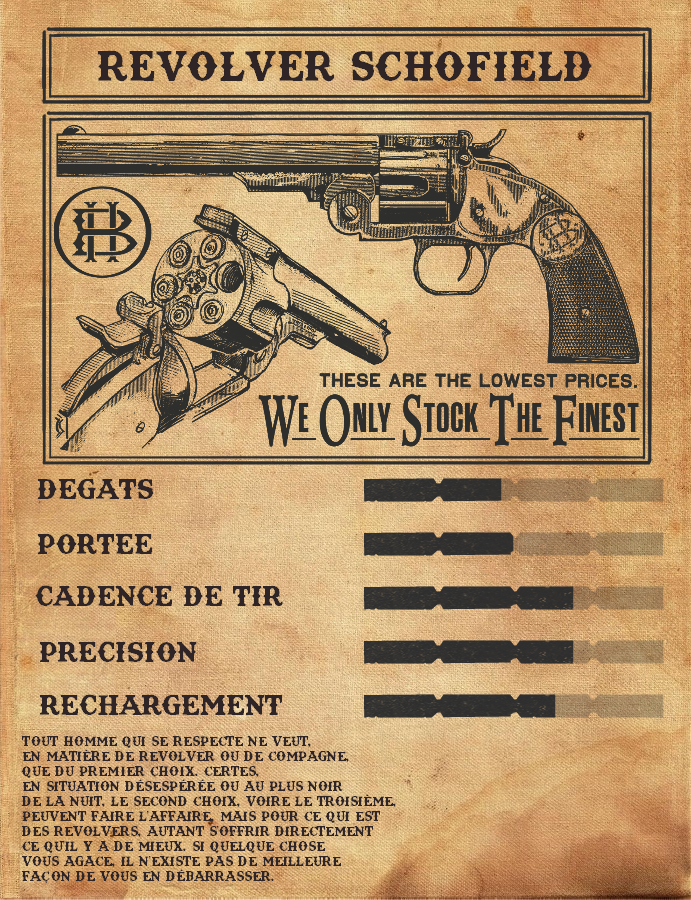 REVOLVER SCHOFIELD
THESE ARE THE LOWEST PRICES.
WE ONLY STOCK THE FINEST
DEGATS
PORTEE
CADENCE DE TIR
PRECISION
RECHARGEMENT
TOUT HOMME QUI SE RESPECTE NE VEUT,
EN MATIÈRE DE REVOLVER OU DE COMPAGNE,
QUE DU PREMIER CHOIX. CERTES,
EN SITUATION DÉSESPÉRÉE OU AU PLUS NOIR
DE LA NUIT, LE SECOND CHOIX, VOIRE LE TROISIÈME,
PEUVENT FAIRE L'AFFAIRE, MAIS POUR CE QUI EST
DES REVOLVERS, AUTANT S'OFFRIR DIRECTEMENT
CE QU'IL Y A DE MIEUX. SI QUELQUE CHOSE
VOUS AGACE, IL N'EXISTE PAS DE MEILLEURE
FAÇON DE VOUS EN DÉBARRASSER.